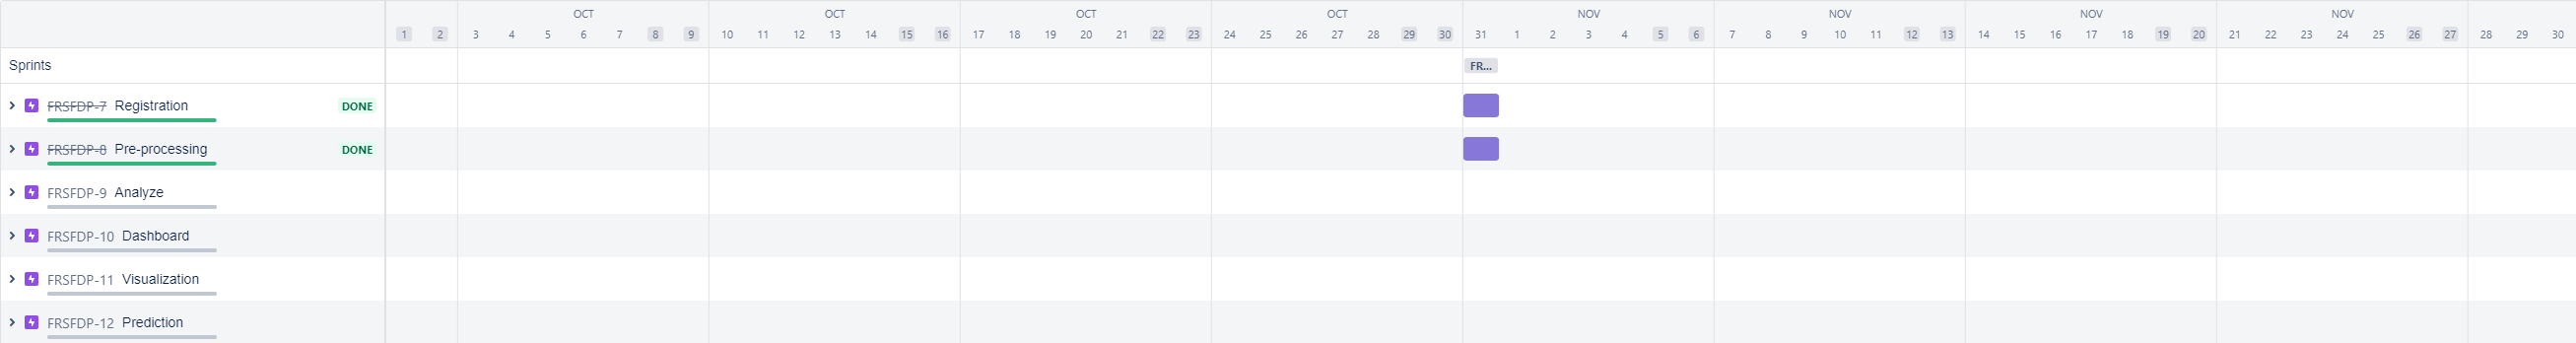 OCT OCT OCT OCT NOV NOV NOV NOV
1 2 3 4 5 6 7 8 9 10 11 12 13 14 15 16 17 18 19 20 21 22 23 24 25 26 27 28 29 30 31 1 2 3 4 5 6 7 8 9 10 11 12 13 14 15 16 17 18 19 20 21 22 23 24 25 26 27 28 29 30
Sprints FR...
FRSFDP-7 Registration DONE
FRSFDP-8 Pre-processing DONE
FRSFDP-9 Analyze
FRSFDP-10 Dashboard
FRSFDP-11 Visualization
FRSFDP-12 Prediction